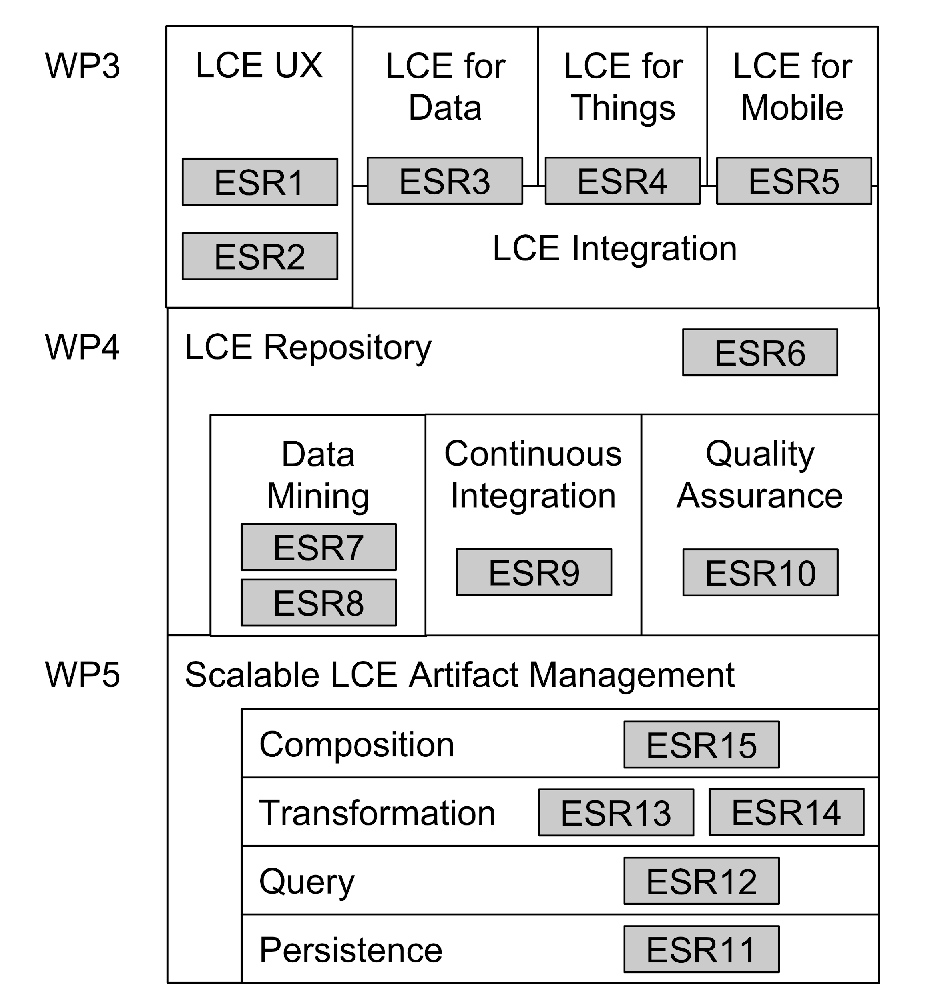 WP3
LCE UX
LCE for
Data
LCE for
Things
LCE for
Mobile
ESR1
ESR3
ESR4
ESR5
ESR2
LCE Integration
WP4
LCE Repository
ESR6
Data
Mining
ESR7
ESR8
Continuous
Integration
ESR9
Quality
Assurance
ESR10
WP5
Scalable LCE Artifact Management
Composition
ESR15
Transformation
ESR13
ESR14
Query
ESR12
Persistence
ESR11